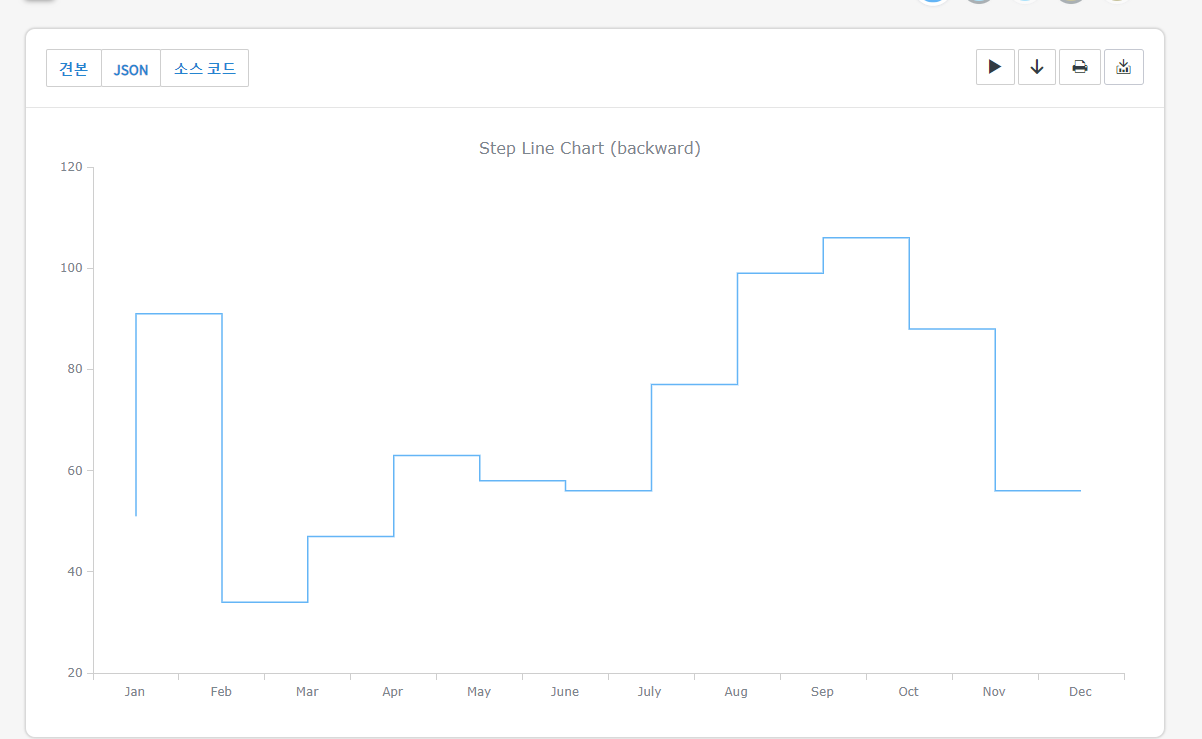 견본 JSON 소스 코드
Step Line Chart (backward)
120
100
80
60
40
20
Jan Feb Mar Apr May June July Aug Sep Oct Nov Dec